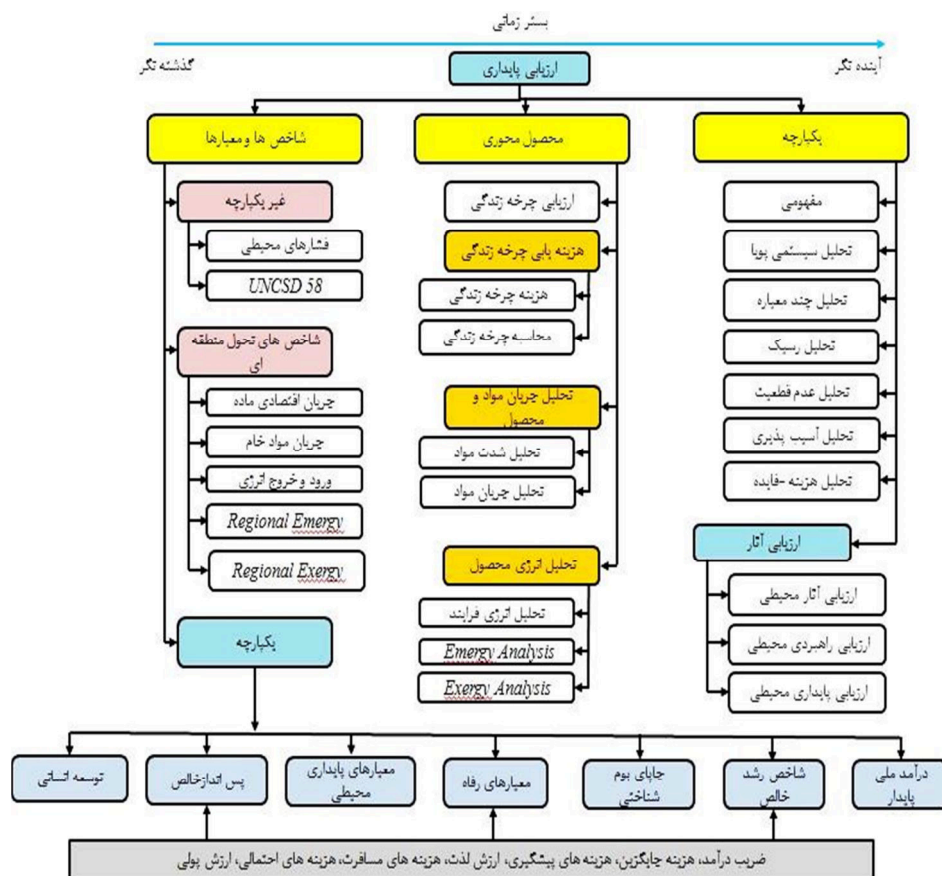 بستر زمانی
آینده نگر
گذشته نگر
ارزیابی پایداری
یکپارچه
مفهومی
تحلیل سیستمی پویا
تحلیل چند معیاره
تحلیل رسیک
تحلیل عدم قطعیت
تحلیل آسیب پذیری
تحلیل هزینه -فایده
ارزیابی آثار
ارزیابی آثار محیطی
ارزیابی راهبردی محیطی
ارزیابی پایداری محیطی
محصول محوری
ارزیابی چرخه زندگی
هزینه یابی چرخه زندگی
هزینه چرخه زندگی
محاسبه چرخه زندگی
تحلیل جریان مواد و
محصول
تحلیل شدت مواد
تحلیل جریان مواد
تحلیل انرژی محصول
تحلیل انرژی فرایند
Emergy Analysis
Exergy Analysis
شاخص ها و معیارها
غیر یکپارچه
فشارهای محیطی
UNCSD 58
شاخص های تحول منطقه
ای
جریان اقتصادی ماده
جریان مواد خام
ورود و خروج انرژی
Regional Emergy
Regional Exergy
یکپارچه
درآمد ملی
پایدار
شاخص رشد
خالص
جاپای بوم
شناختی
معیارهای رفاه
معیارهای پایداری
محیطی
پس اندازخالص
توسعه انسانی
ضریب درآمد، هزینه جایگزین، هزینه های پیشگیری، ارزش لذت، هزینه های مسافرت، هزینه های احتمالی، ارزش پولی